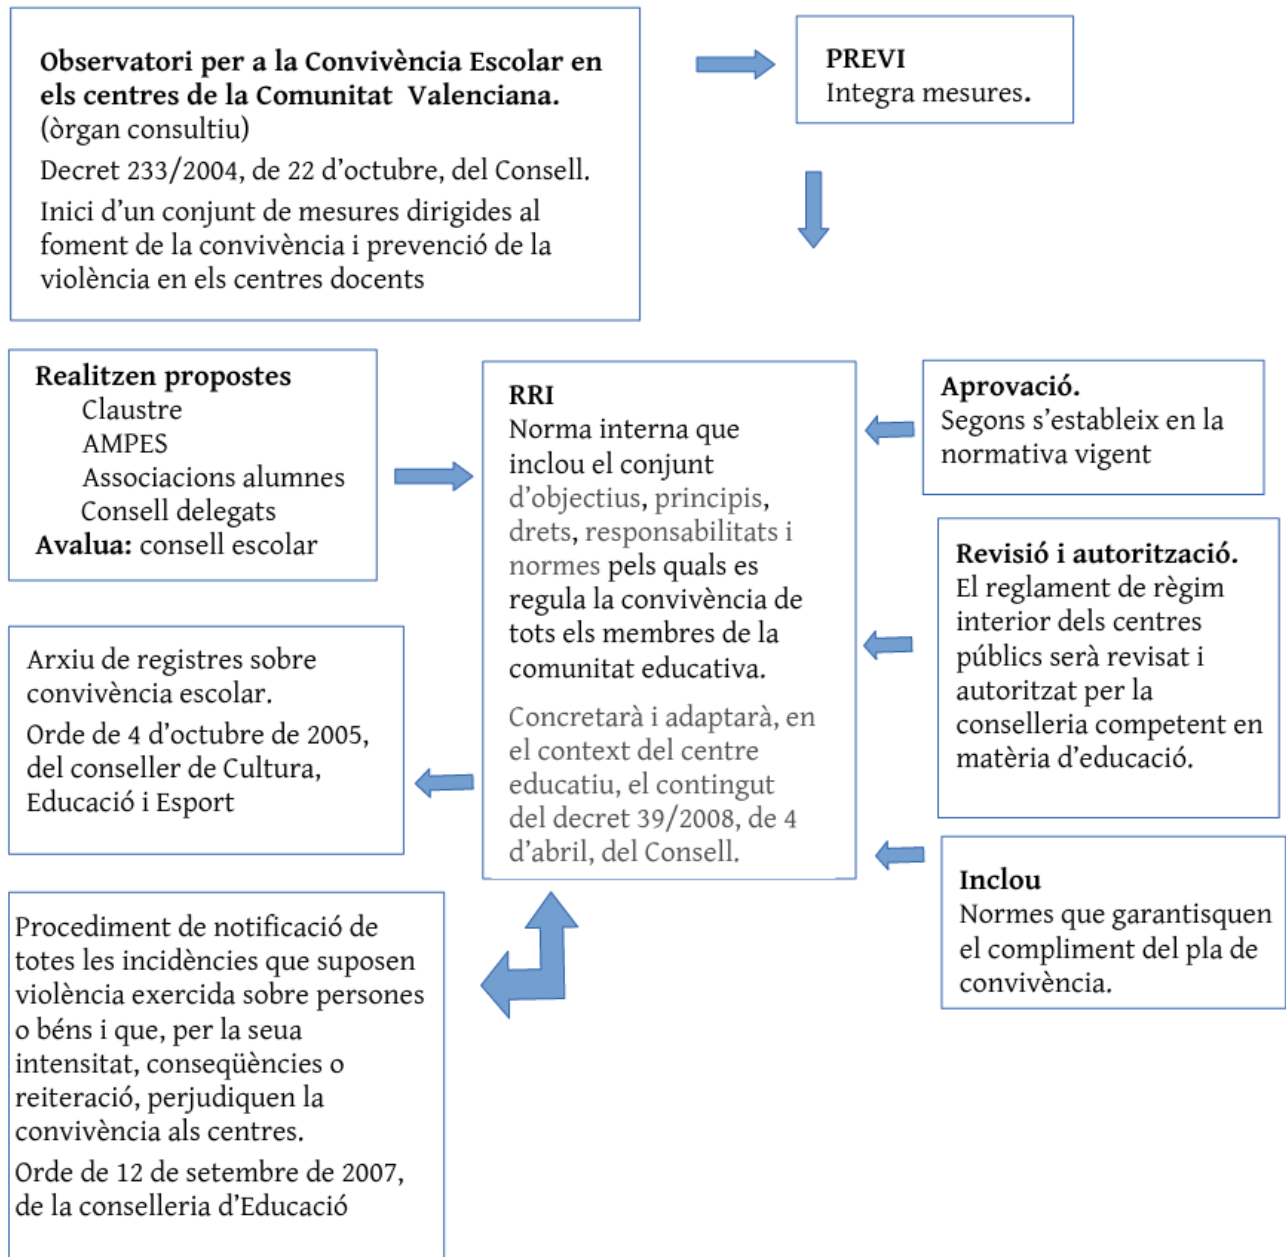 Observatori per a la Convivència Escolar en
els centres de la Comunitat Valenciana.
(òrgan consultiu)
Decret 233/2004, de 22 d’octubre, del Consell.
Inici d’un conjunt de mesures dirigides al
foment de la convivència i prevenció de la
violència en els centres docents
PREVI
Integra mesures.
Realitzen propostes
Claustre
AMPES
Associacions alumnes
Consell delegats
Avalua: consell escolar
RRI
Norma interna que
inclou el conjunt
d’objectius, principis,
drets, responsabilitats i
normes pels quals es
regula la convivència de
tots els membres de la
comunitat educativa.
Concretarà i adaptarà, en
el context del centre
educatiu, el contingut
del decret 39/2008, de 4
d’abril, del Consell.
Aprovació.
Segons s’estableix en la
normativa vigent
Revisió i autorització.
El reglament de règim
interior dels centres
públics serà revisat i
autoritzat per la
conselleria competent en
matèria d’educació.
Inclou
Normes que garantisquen
el compliment del pla de
convivència.
Arxiu de registres sobre
convivència escolar.
Orde de 4 d’octubre de 2005,
del conseller de Cultura,
Educació i Esport
Procediment de notificació de
totes les incidències que suposen
violència exercida sobre persones
o béns i que, per la seua
intensitat, conseqüències o
reiteració, perjudiquen la
convivència als centres.
Orde de 12 de setembre de 2007,
de la conselleria d’Educació